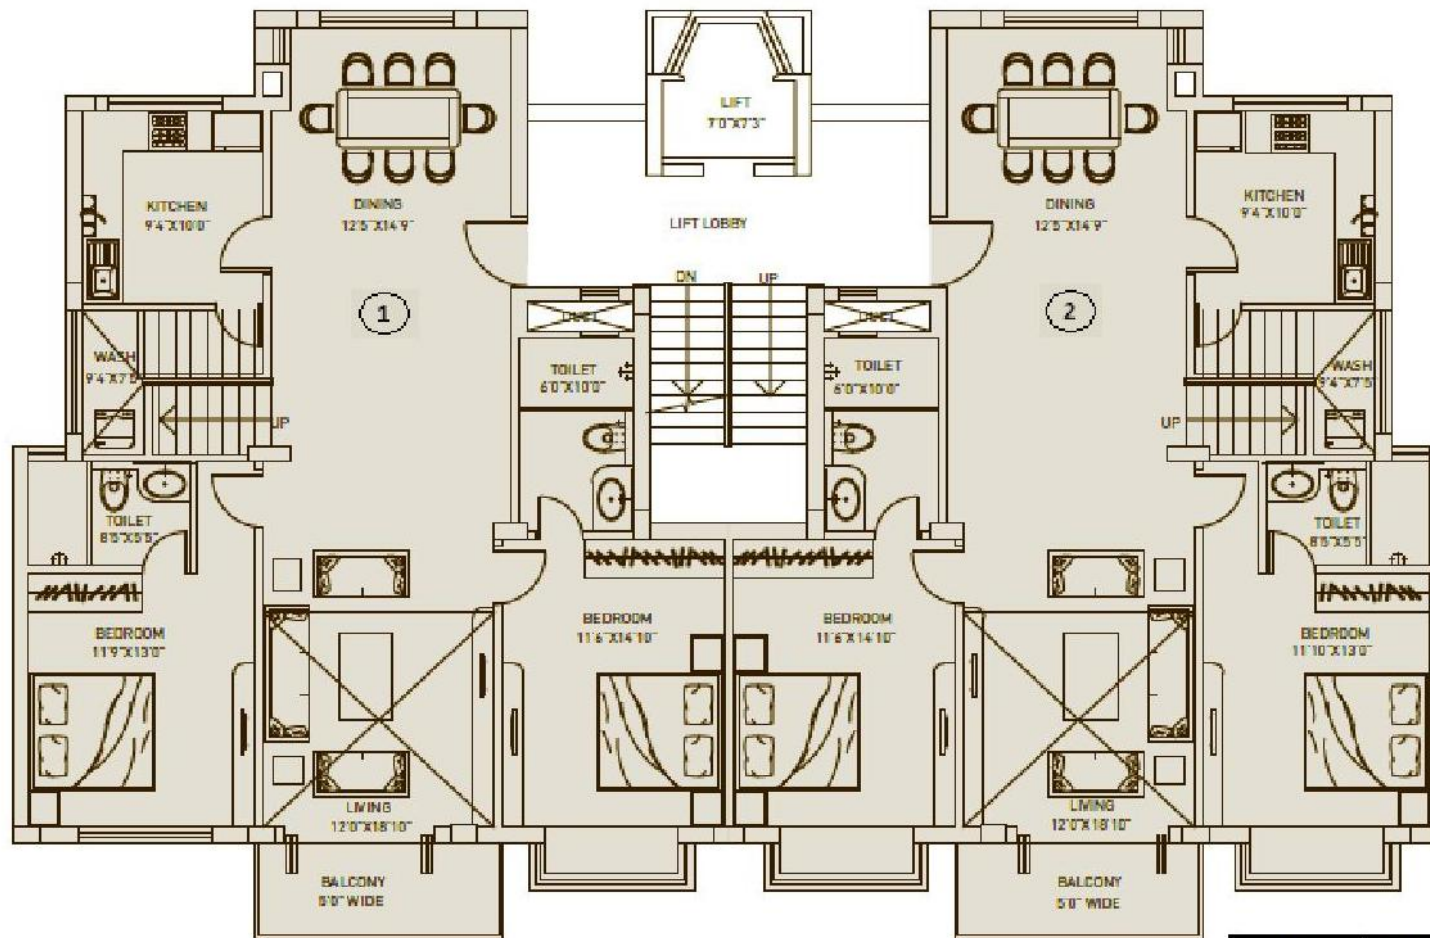 LIFT
7'0"X7'3"
KITCHEN
9'4"X10'0"
DINING
12'5"X14'9"
LIFT LOBBY
DINING
12'5"X14'9"
KITCHEN
9'4"X10'0"
DN
UP
1
2
DUCT
DUCT
WASH
9'4"X7'5"
TOILET
6'0"X10'0"
TOILET
6'0"X10'0"
WASH
9'4"X7'5"
UP
UP
TOILET
8'5"X5'5"
TOILET
8'5"X5'5"
BEDROOM
11'9"X13'0"
BEDROOM
11'6"X14'10"
BEDROOM
11'6"X14'10"
BEDROOM
11'10"X13'0"
LIVING
12'0"X18'10"
LIVING
12'0"X18'10"
BALCONY
5'0" WIDE
BALCONY
5'0" WIDE